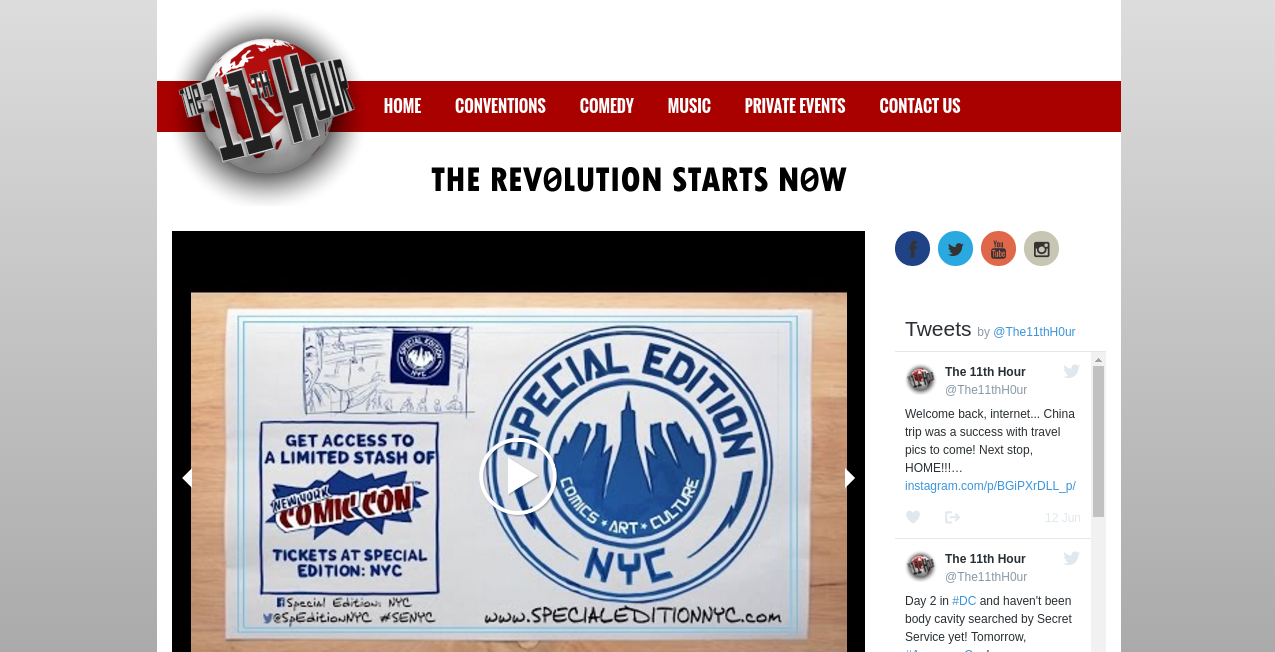 THE 11TH HOUR
HOME CONVENTIONS COMEDY MUSIC PRIVATE EVENTS CONTACT US
THE REVOLUTION STARTS NOW
You
Tube
SPECIAL EDITION
NYC
GET ACCESS TO
A LIMITED STASH OF
NEW YORK
COMIC CON
TICKETS AT SPECIAL
EDITION: NYC
Special Edition: NYC
@SpEditionNYC #SENYC
SPECIAL EDITION
COMICS ★ ART ★ CULTURE
NYC
www.SPECIALEDITIONNYC.com
Tweets by @The11thH0ur
The 11th Hour
@The11thH0ur
Welcome back, internet... China
trip was a success with travel
pics to come! Next stop,
HOME!!!…
instagram.com/p/BGiPXrDLL_p/
12 Jun
The 11th Hour
@The11thH0ur
Day 2 in #DC and haven't been
body cavity searched by Secret
Service yet! Tomorrow,